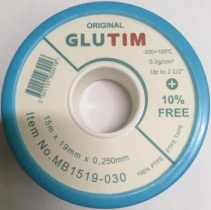 ORIGINAL
GLUTIM
-200+100°C
0.3g/cm³
Up to 2 1/2"
+
10%
FREE
15m x 19mm x 0,250mm
Item No.MB1519-030
100% PTFE
PTFE TAPE